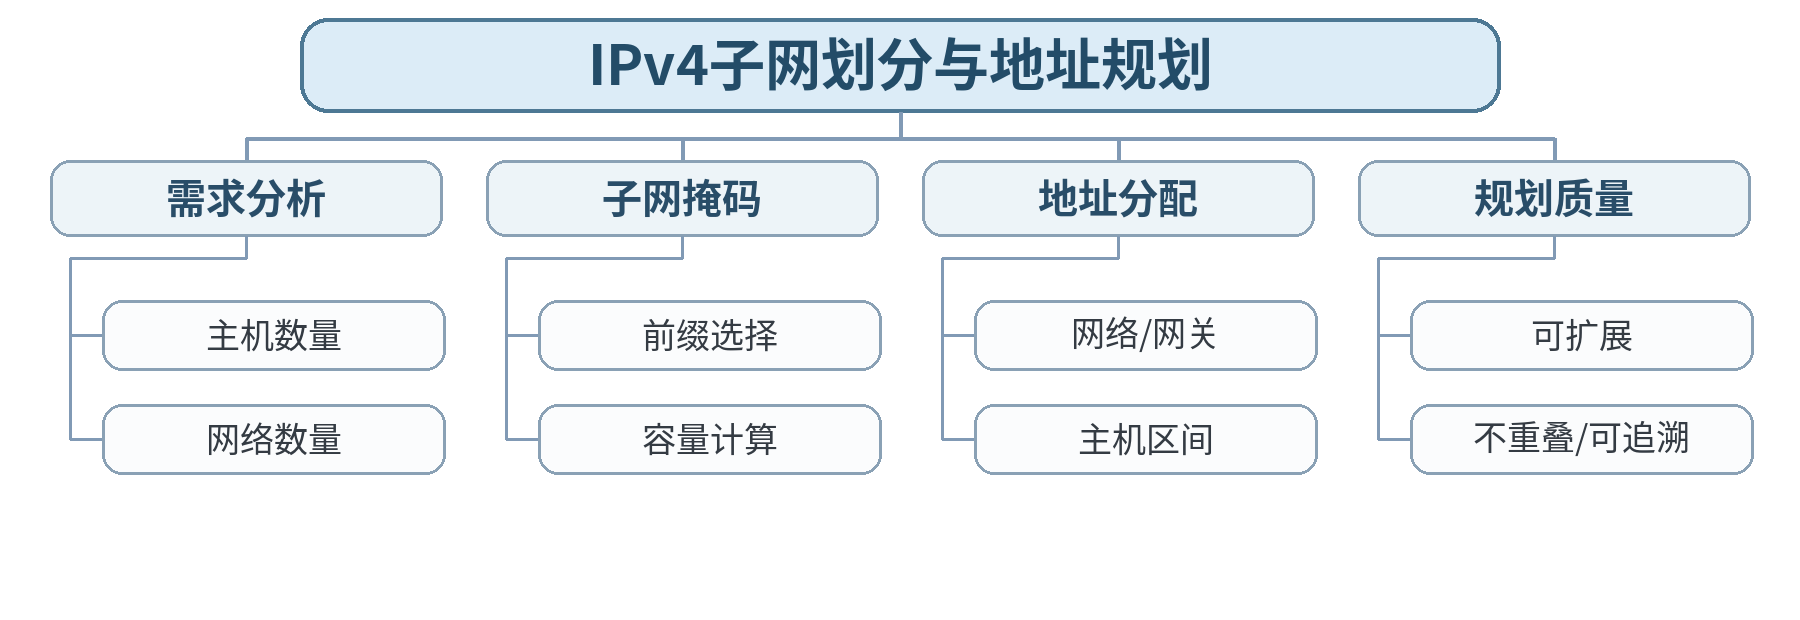 IPv4子网划分与地址规划
需求分析
子网掩码
地址分配
规划质量
主机数量
前缀选择
网络/网关
可扩展
网络数量
容量计算
主机区间
不重叠/可追溯